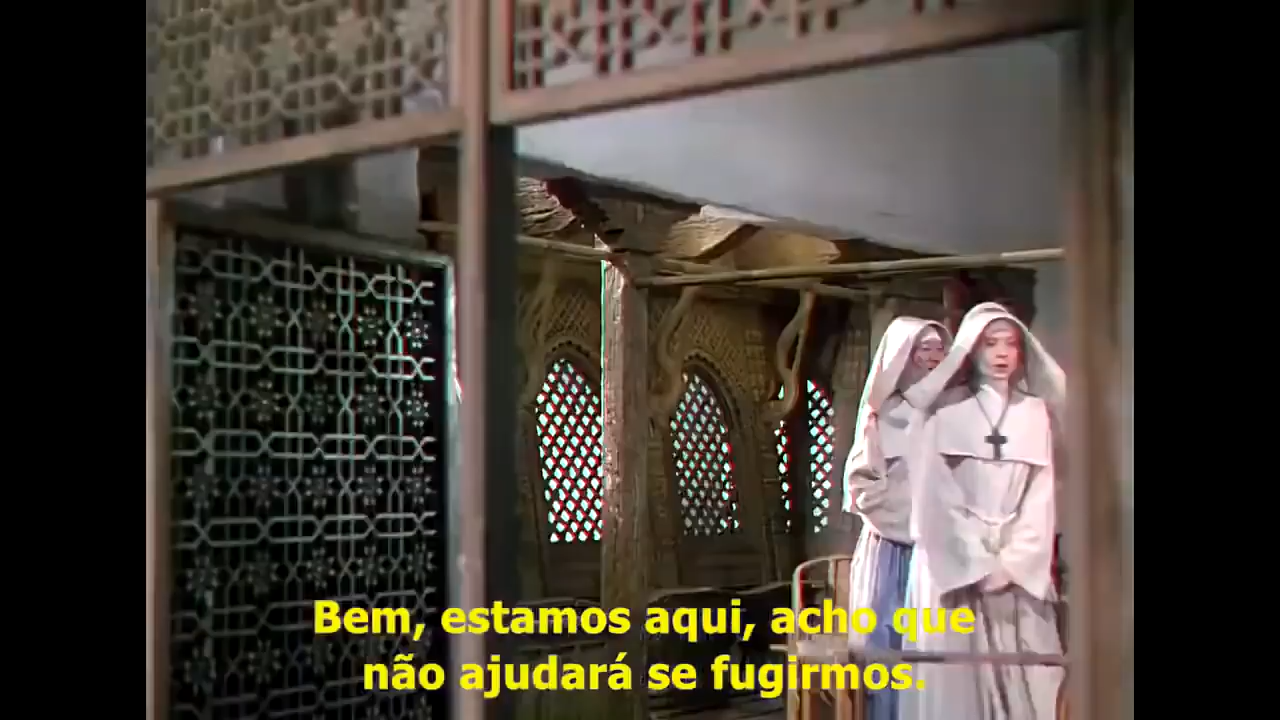 Bem, estamos aqui, acho que
não ajudará se fugirmos.